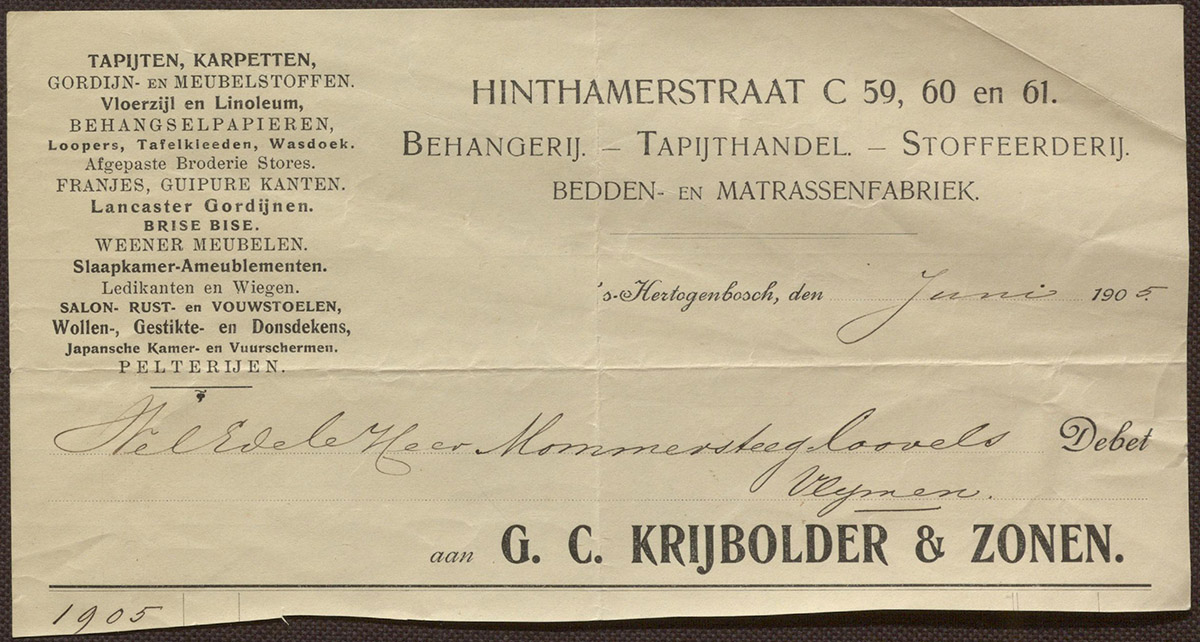 TAPIJTEN, KARPETTEN,
GORDIJN- EN MEUBELSTOFFEN.
Vloerzijl en Linoleum,
BEHANGSELPAPIEREN,
Loopers, Tafelkleeden, Wasdoek.
Afgepaste Broderie Stores.
FRANJES, GUIPURE KANTEN.
Lancaster Gordijnen.
BRISE BISE.
WEENER MEUBELEN.
Slaapkamer-Ameublementen.
Ledikanten en Wiegen.
SALON- RUST- en VOUWSTOELEN,
Wollen-, Gestikte- en Donsdekens,
Japansche Kamer- en Vuurschermen.
PELTERIJEN.
HINTHAMERSTRAAT C 59, 60 en 61.
BEHANGERIJ. – TAPIJTHANDEL. – STOFFEERDERIJ.
BEDDEN- EN MATRASSENFABRIEK.
's-Hertogenbosch, den Juni 1905.
Wel Edele Heer Mommersteeg Debet
Vlymen.
aan G. C. KRIJBOLDER & ZONEN.
1905